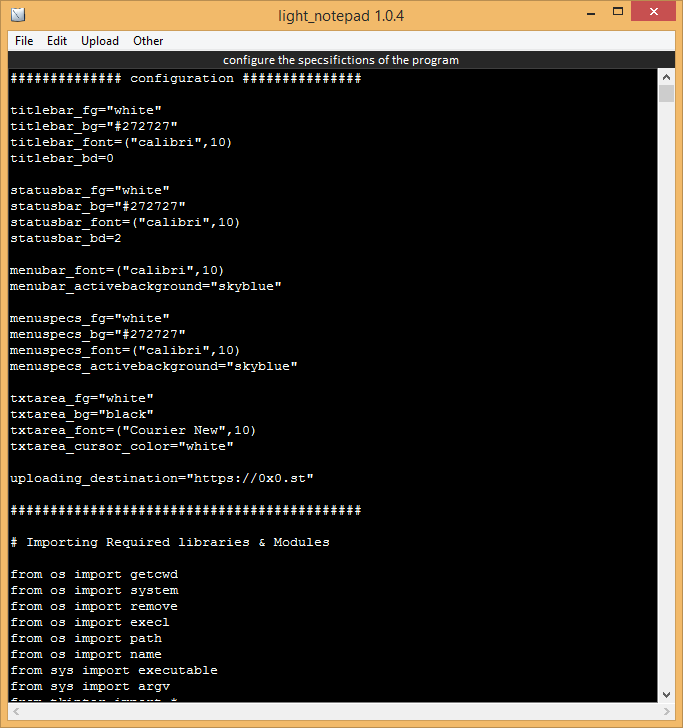 light_notepad 1.0.4
File Edit Upload Other
configure the specsifictions of the program
############## configuration ###############
titlebar_fg="white"
titlebar_bg="#272727"
titlebar_font=("calibri",10)
titlebar_bd=0
statusbar_fg="white"
statusbar_bg="#272727"
statusbar_font=("calibri",10)
statusbar_bd=2
menubar_font=("calibri",10)
menubar_activebackground="skyblue"
menuspecs_fg="white"
menuspecs_bg="#272727"
menuspecs_font=("calibri",10)
menuspecs_activebackground="skyblue"
txtarea_fg="white"
txtarea_bg="black"
txtarea_font=("Courier New",10)
txtarea_cursor_color="white"
uploading_destination="https://0x0.st"
############################################
# Importing Required libraries & Modules
from os import getcwd
from os import system
from os import remove
from os import execl
from os import path
from os import name
from sys import executable
from sys import argv
from tkinter import *